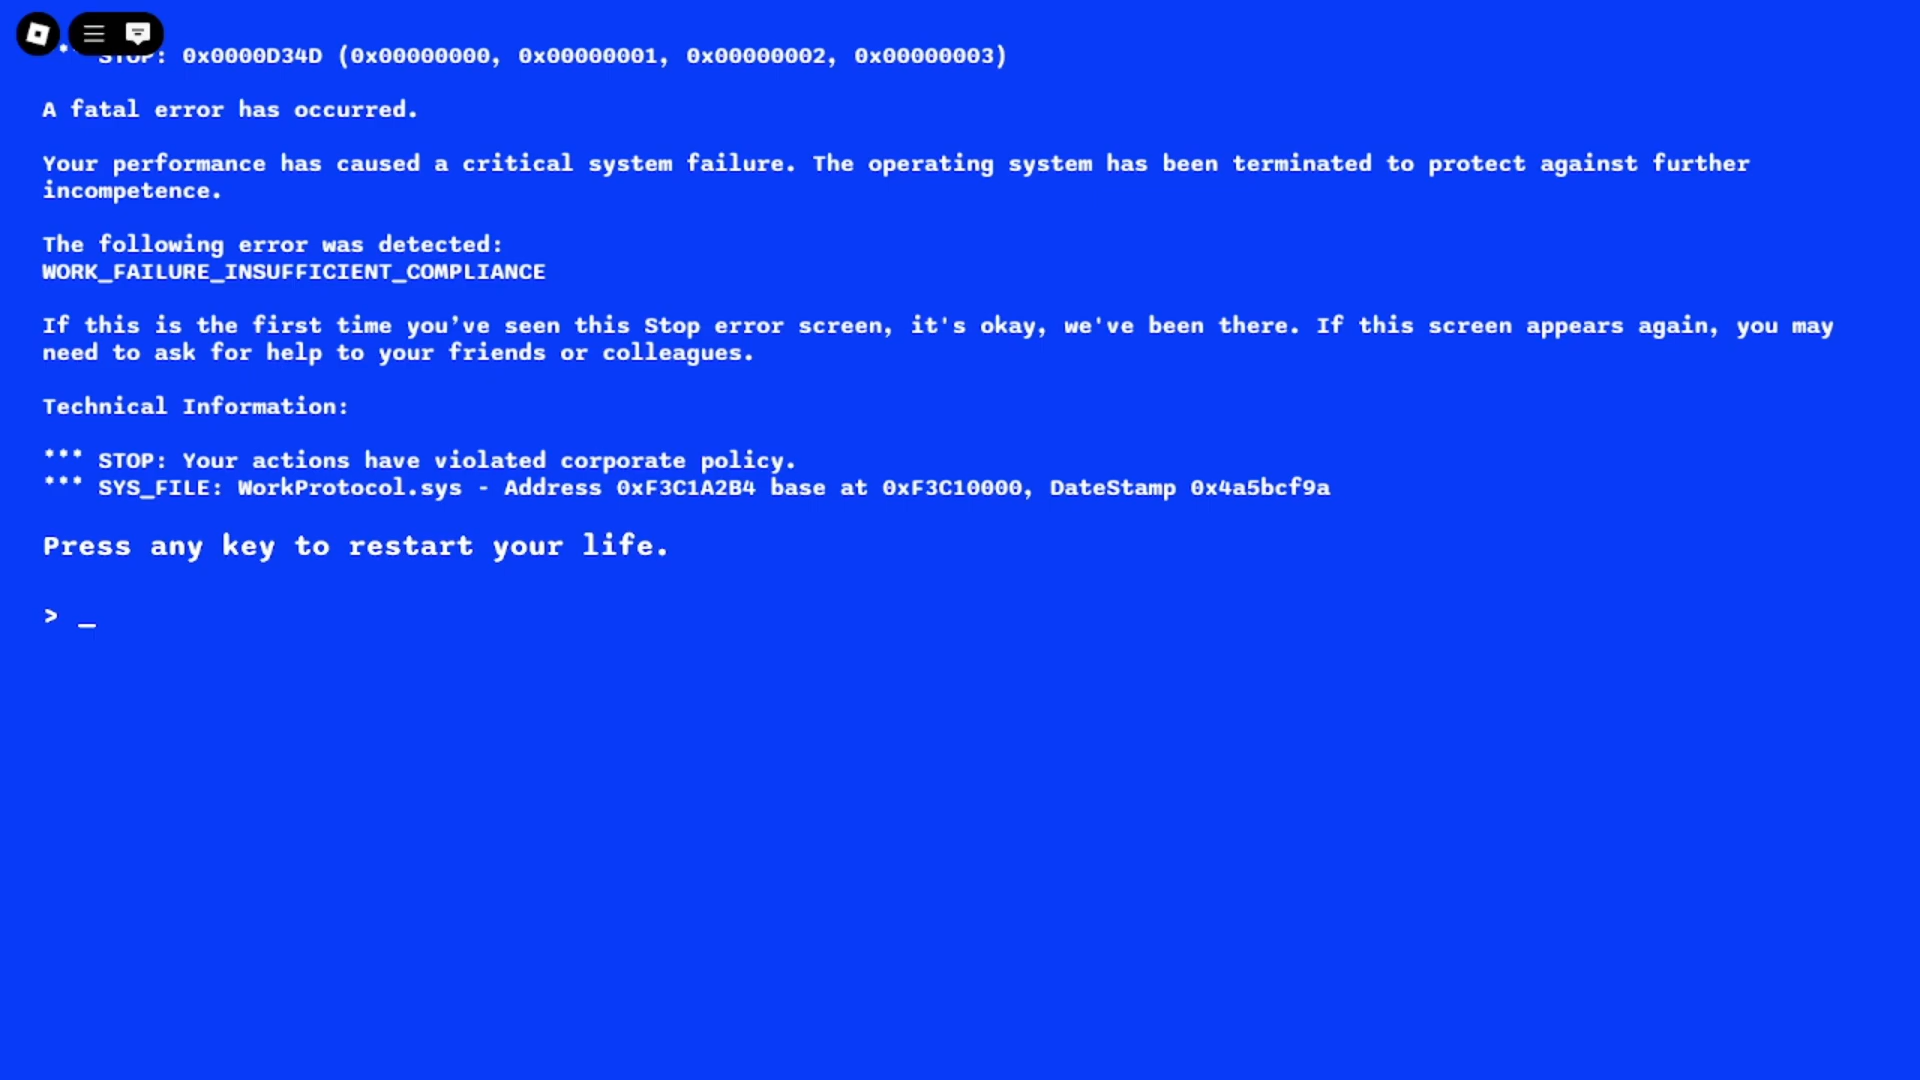 STOP: 0x0000D34D (0x00000000, 0x00000001, 0x00000002, 0x00000003)
A fatal error has occurred.
Your performance has caused a critical system failure. The operating system has been terminated to protect against further
incompetence.
The following error was detected:
WORK_FAILURE_INSUFFICIENT_COMPLIANCE
If this is the first time you’ve seen this Stop error screen, it's okay, we've been there. If this screen appears again, you may
need to ask for help to your friends or colleagues.
Technical Information:
*** STOP: Your actions have violated corporate policy.
*** SYS_FILE: WorkProtocol.sys - Address 0xF3C1A2B4 base at 0xF3C10000, DateStamp 0x4a5bcf9a
Press any key to restart your life.
> _